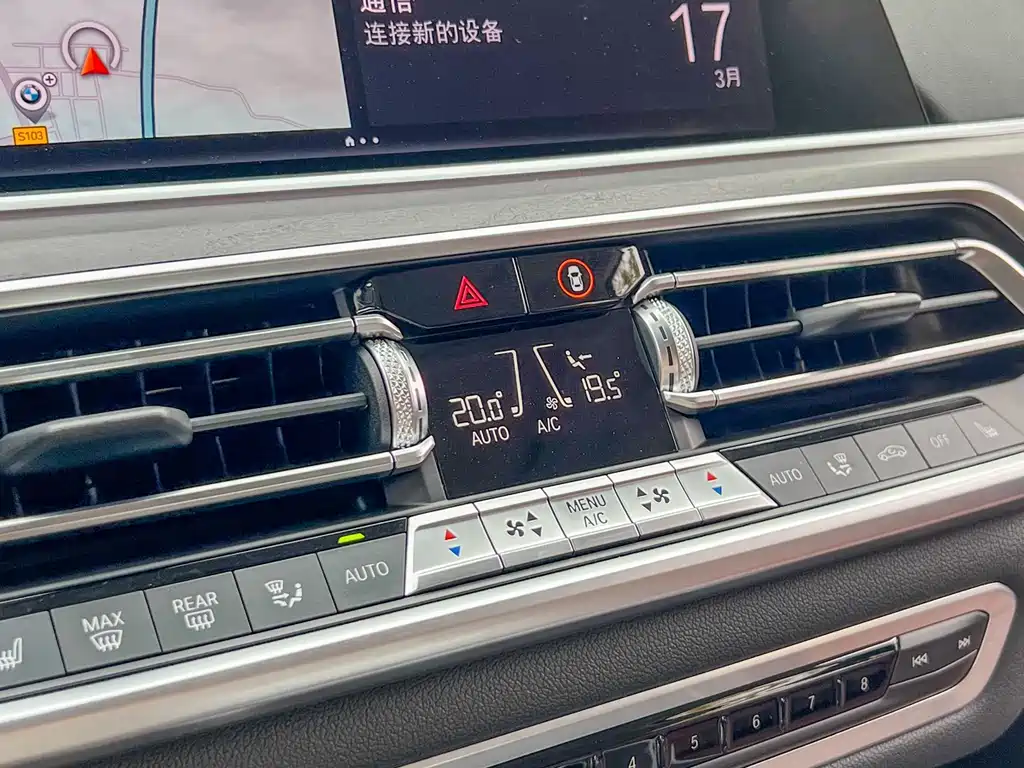 通信
连接新的设备
17
3月
S103
20.0°
19.5°
AUTO
A/C
AUTO
OFF
MENU
A/C
AUTO
REAR
MAX
8
7
6
5
4